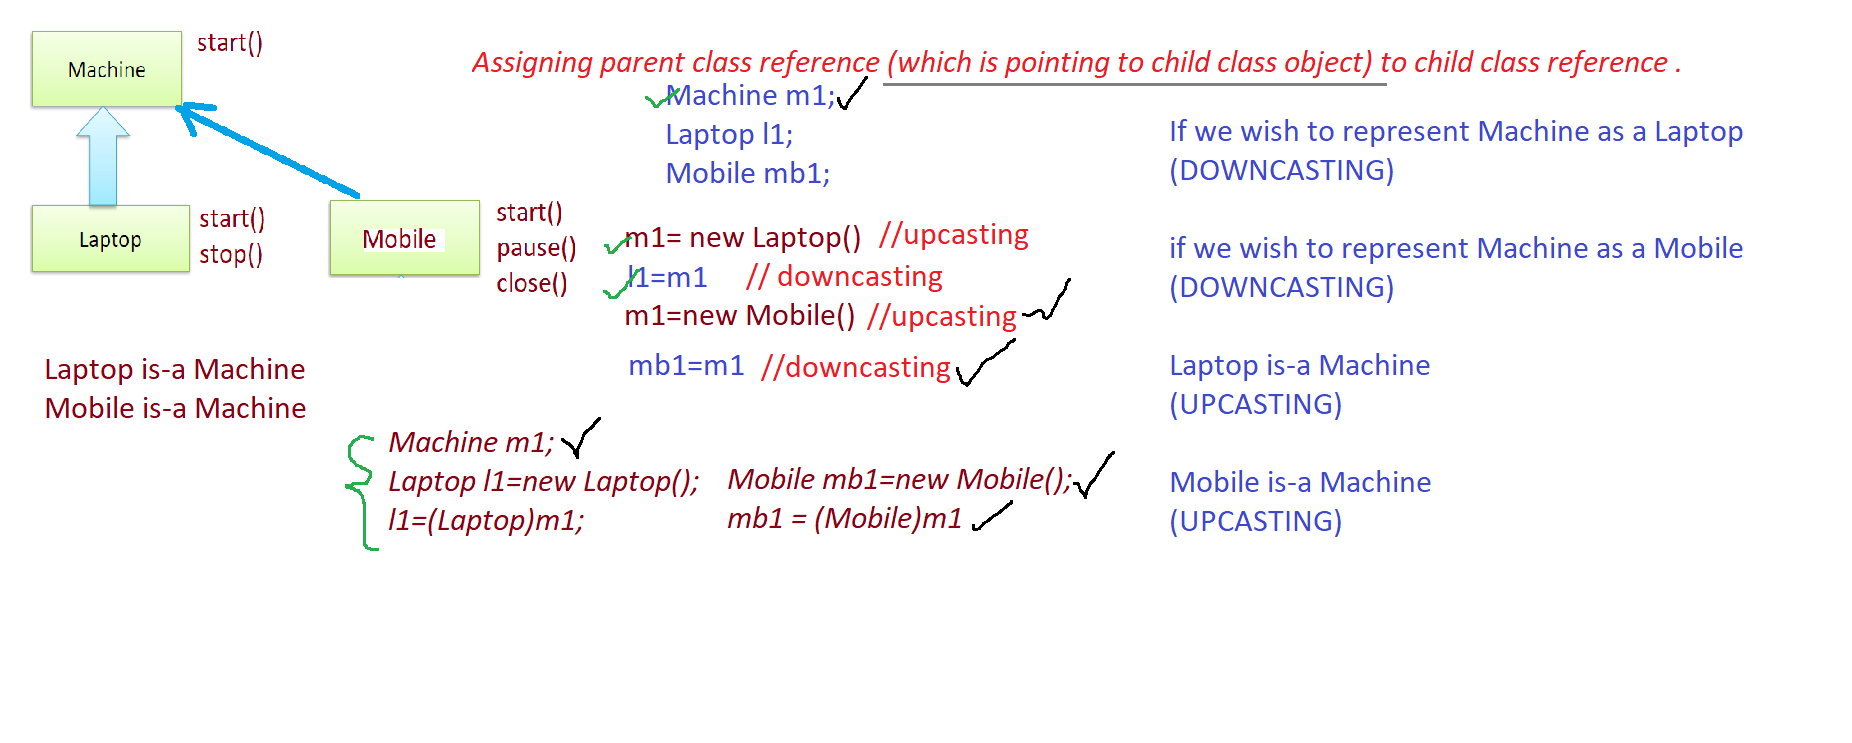 Machine
start()
Assigning parent class reference (which is pointing to child class object) to child class reference .
Machine m1;
Laptop l1;
Mobile mb1;
If we wish to represent Machine as a Laptop
(DOWNCASTING)
Laptop
start()
stop()
Mobile
start()
pause()
close()
m1= new Laptop() //upcasting
l1=m1 // downcasting
m1=new Mobile() //upcasting
mb1=m1 //downcasting
if we wish to represent Machine as a Mobile
(DOWNCASTING)
Laptop is-a Machine
Mobile is-a Machine
Laptop is-a Machine
(UPCASTING)
Machine m1;
Laptop l1=new Laptop();
l1=(Laptop)m1;
Mobile mb1=new Mobile();
mb1 = (Mobile)m1
Mobile is-a Machine
(UPCASTING)